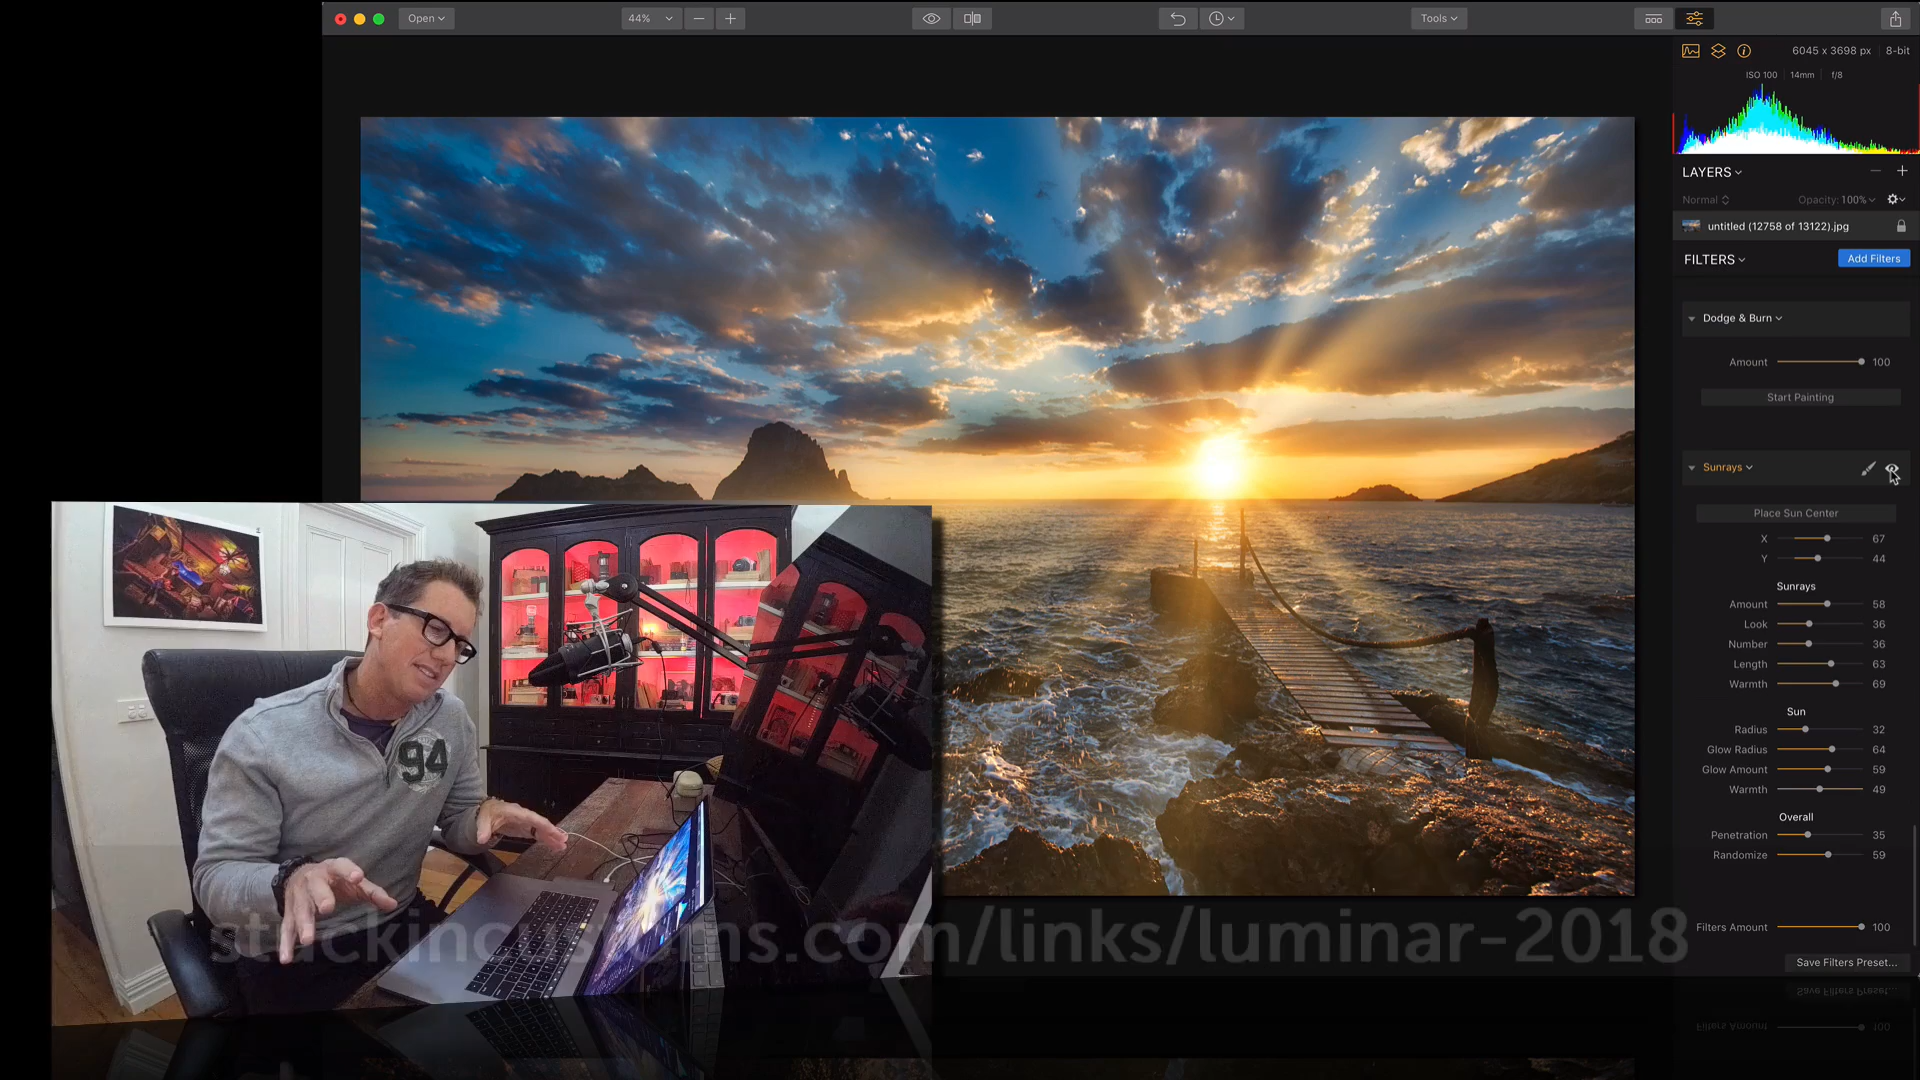 Open
44%
Tools
6045 x 3698 px 8-bit
ISO 100 14mm f/8
LAYERS
Normal Opacity: 100%
untitled (12758 of 13122).jpg
FILTERS Add Filters
Dodge & Burn
Amount 100
Start Painting
Sunrays
Place Sun Center
X 67
Y 44
Sunrays
Amount 58
Look 36
Number 36
Length 63
Warmth 69
Sun
Radius 32
Glow Radius 64
Glow Amount 59
Warmth 49
Overall
Penetration 35
Randomize 59
Filters Amount 100
Save Filters Preset...
94
stuckincustoms.com/links/luminar-2018